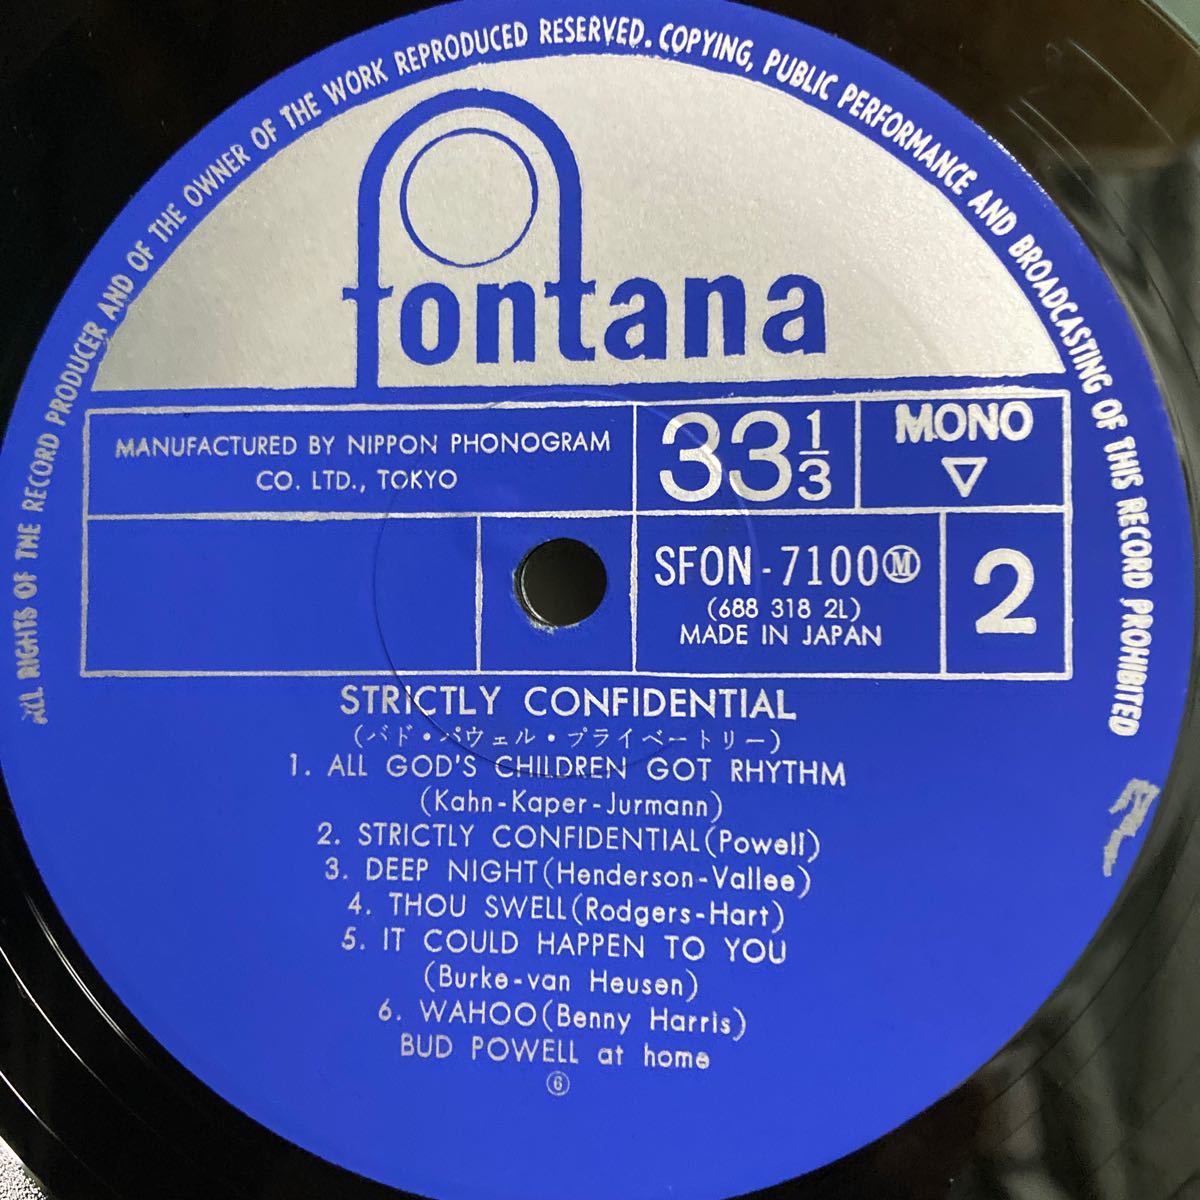 ALL RIGHTS OF THE RECORD PRODUCER AND OF THE OWNER OF THE WORK REPRODUCED RESERVED. COPYING, PUBLIC PERFORMANCE AND BROADCASTING OF THIS RECORD PROHIBITED
fontana
MANUFACTURED BY NIPPON PHONOGRAM
CO. LTD., TOKYO
33 1/3
MONO
▽
SFON-7100Ⓜ
(688 318 2L)
MADE IN JAPAN
2
STRICTLY CONFIDENTIAL
(バド・パウェル・プライベートリー)
1. ALL GOD'S CHILDREN GOT RHYTHM
(Kahn-Kaper-Jurmann)
2. STRICTLY CONFIDENTIAL(Powell)
3. DEEP NIGHT(Henderson-Vallee)
4. THOU SWELL(Rodgers-Hart)
5. IT COULD HAPPEN TO YOU
(Burke-van Heusen)
6. WAHOO(Benny Harris)
BUD POWELL at home
⑥